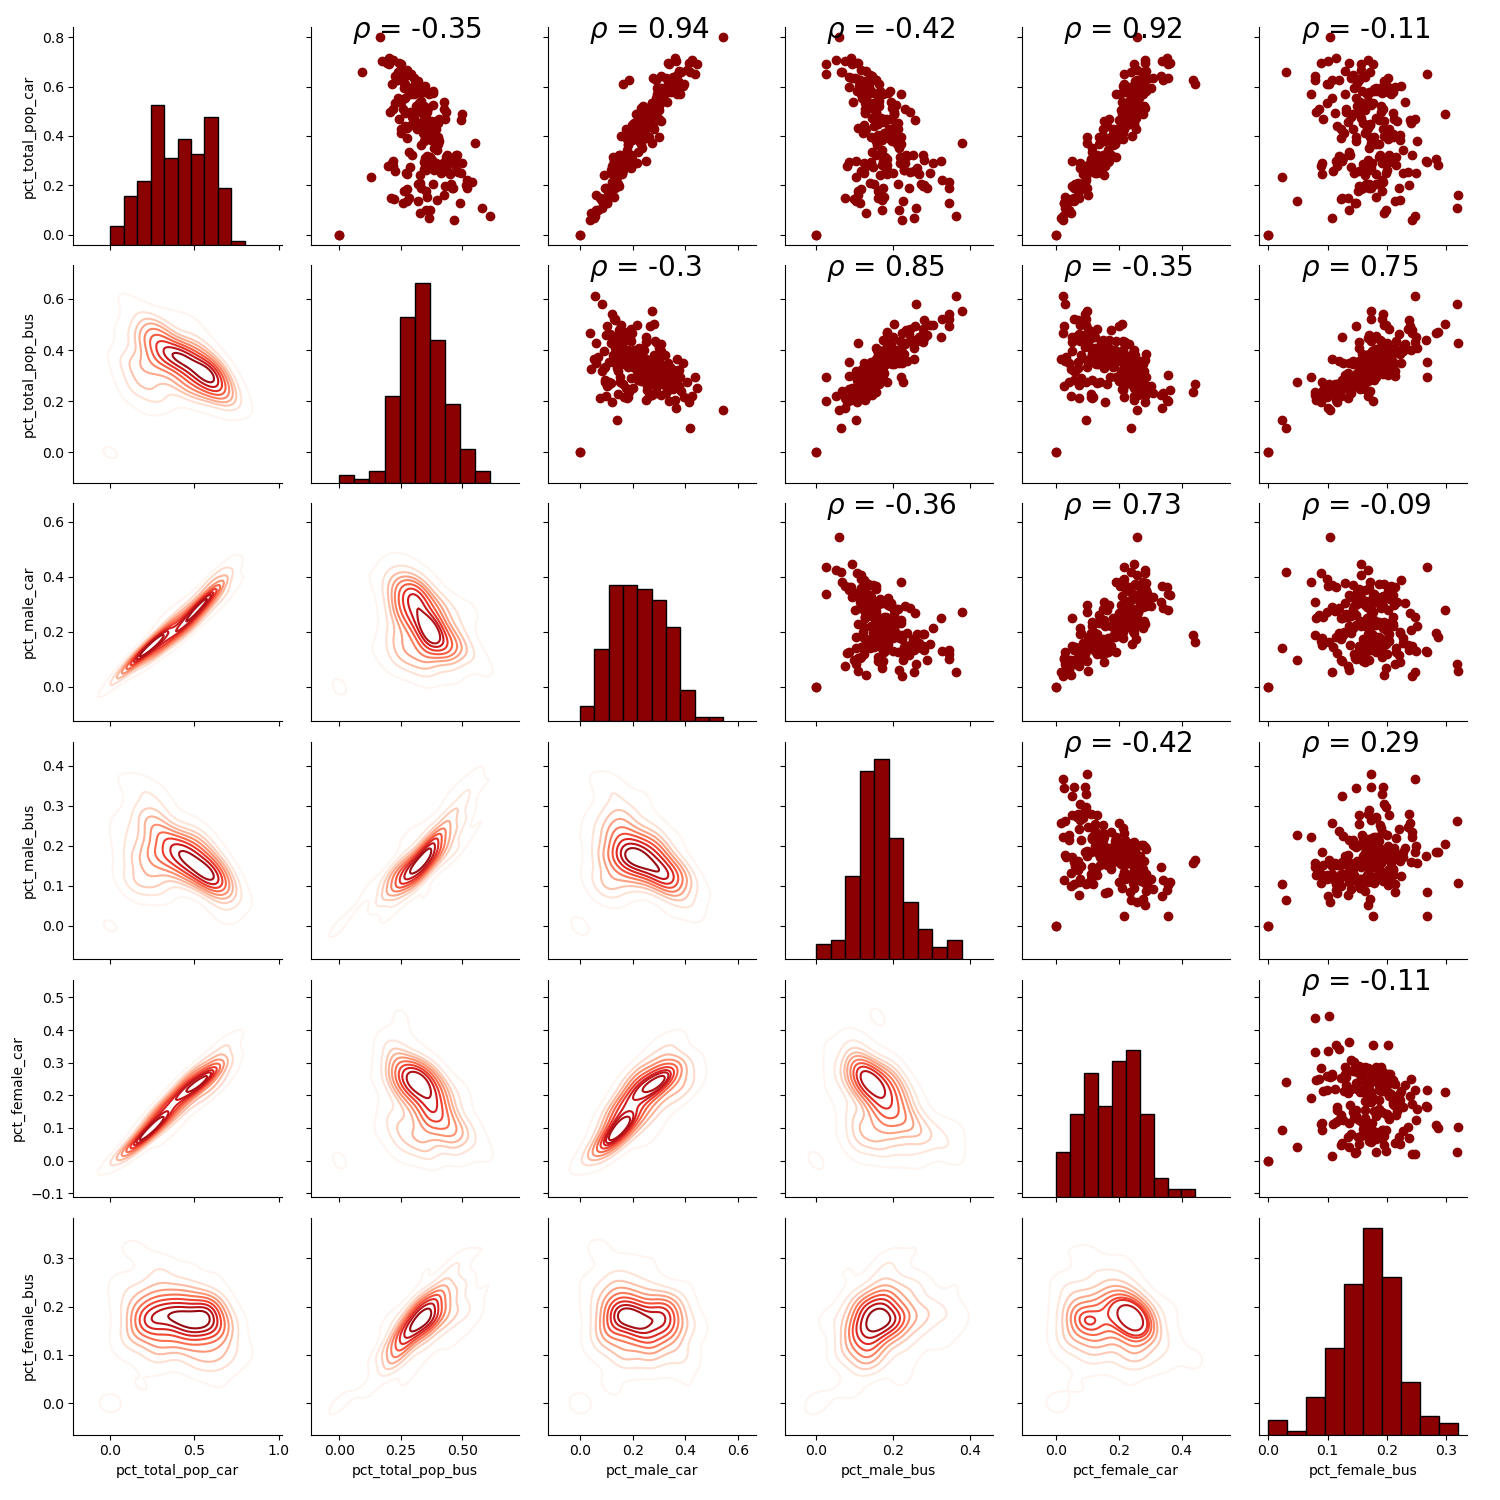 ρ = -0.35
ρ = 0.94
ρ = -0.42
ρ = 0.92
ρ = -0.11
0.8
0.6
0.4
0.2
0.0
pct_total_pop_car
ρ = -0.3
ρ = 0.85
ρ = -0.35
ρ = 0.75
0.6
0.4
0.2
0.0
pct_total_pop_bus
ρ = -0.36
ρ = 0.73
ρ = -0.09
0.6
0.4
0.2
0.0
pct_male_car
ρ = -0.42
ρ = 0.29
0.4
0.3
0.2
0.1
0.0
pct_male_bus
ρ = -0.11
0.5
0.4
0.3
0.2
0.1
0.0
−0.1
pct_female_car
0.3
0.2
0.1
0.0
pct_female_bus
0.0 0.5 1.0 0.00 0.25 0.50 0.0 0.2 0.4 0.6 0.0 0.2 0.4 0.0 0.2 0.4 0.0 0.1 0.2 0.3
pct_total_pop_car pct_total_pop_bus pct_male_car pct_male_bus pct_female_car pct_female_bus